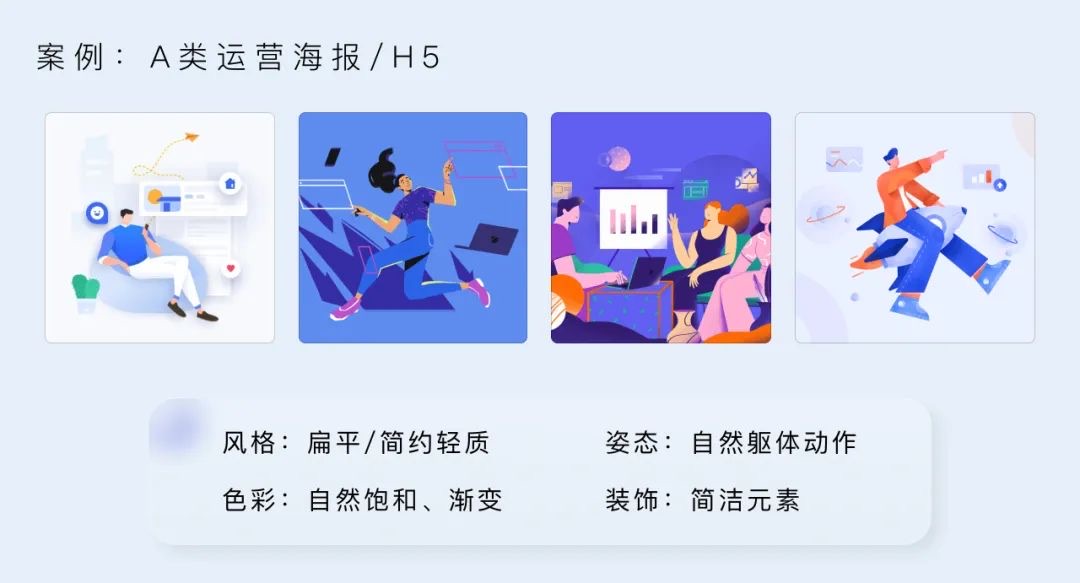 案例：A类运营海报/H5
风格：扁平/简约轻质
姿态：自然躯体动作
色彩：自然饱和、渐变
装饰：简洁元素